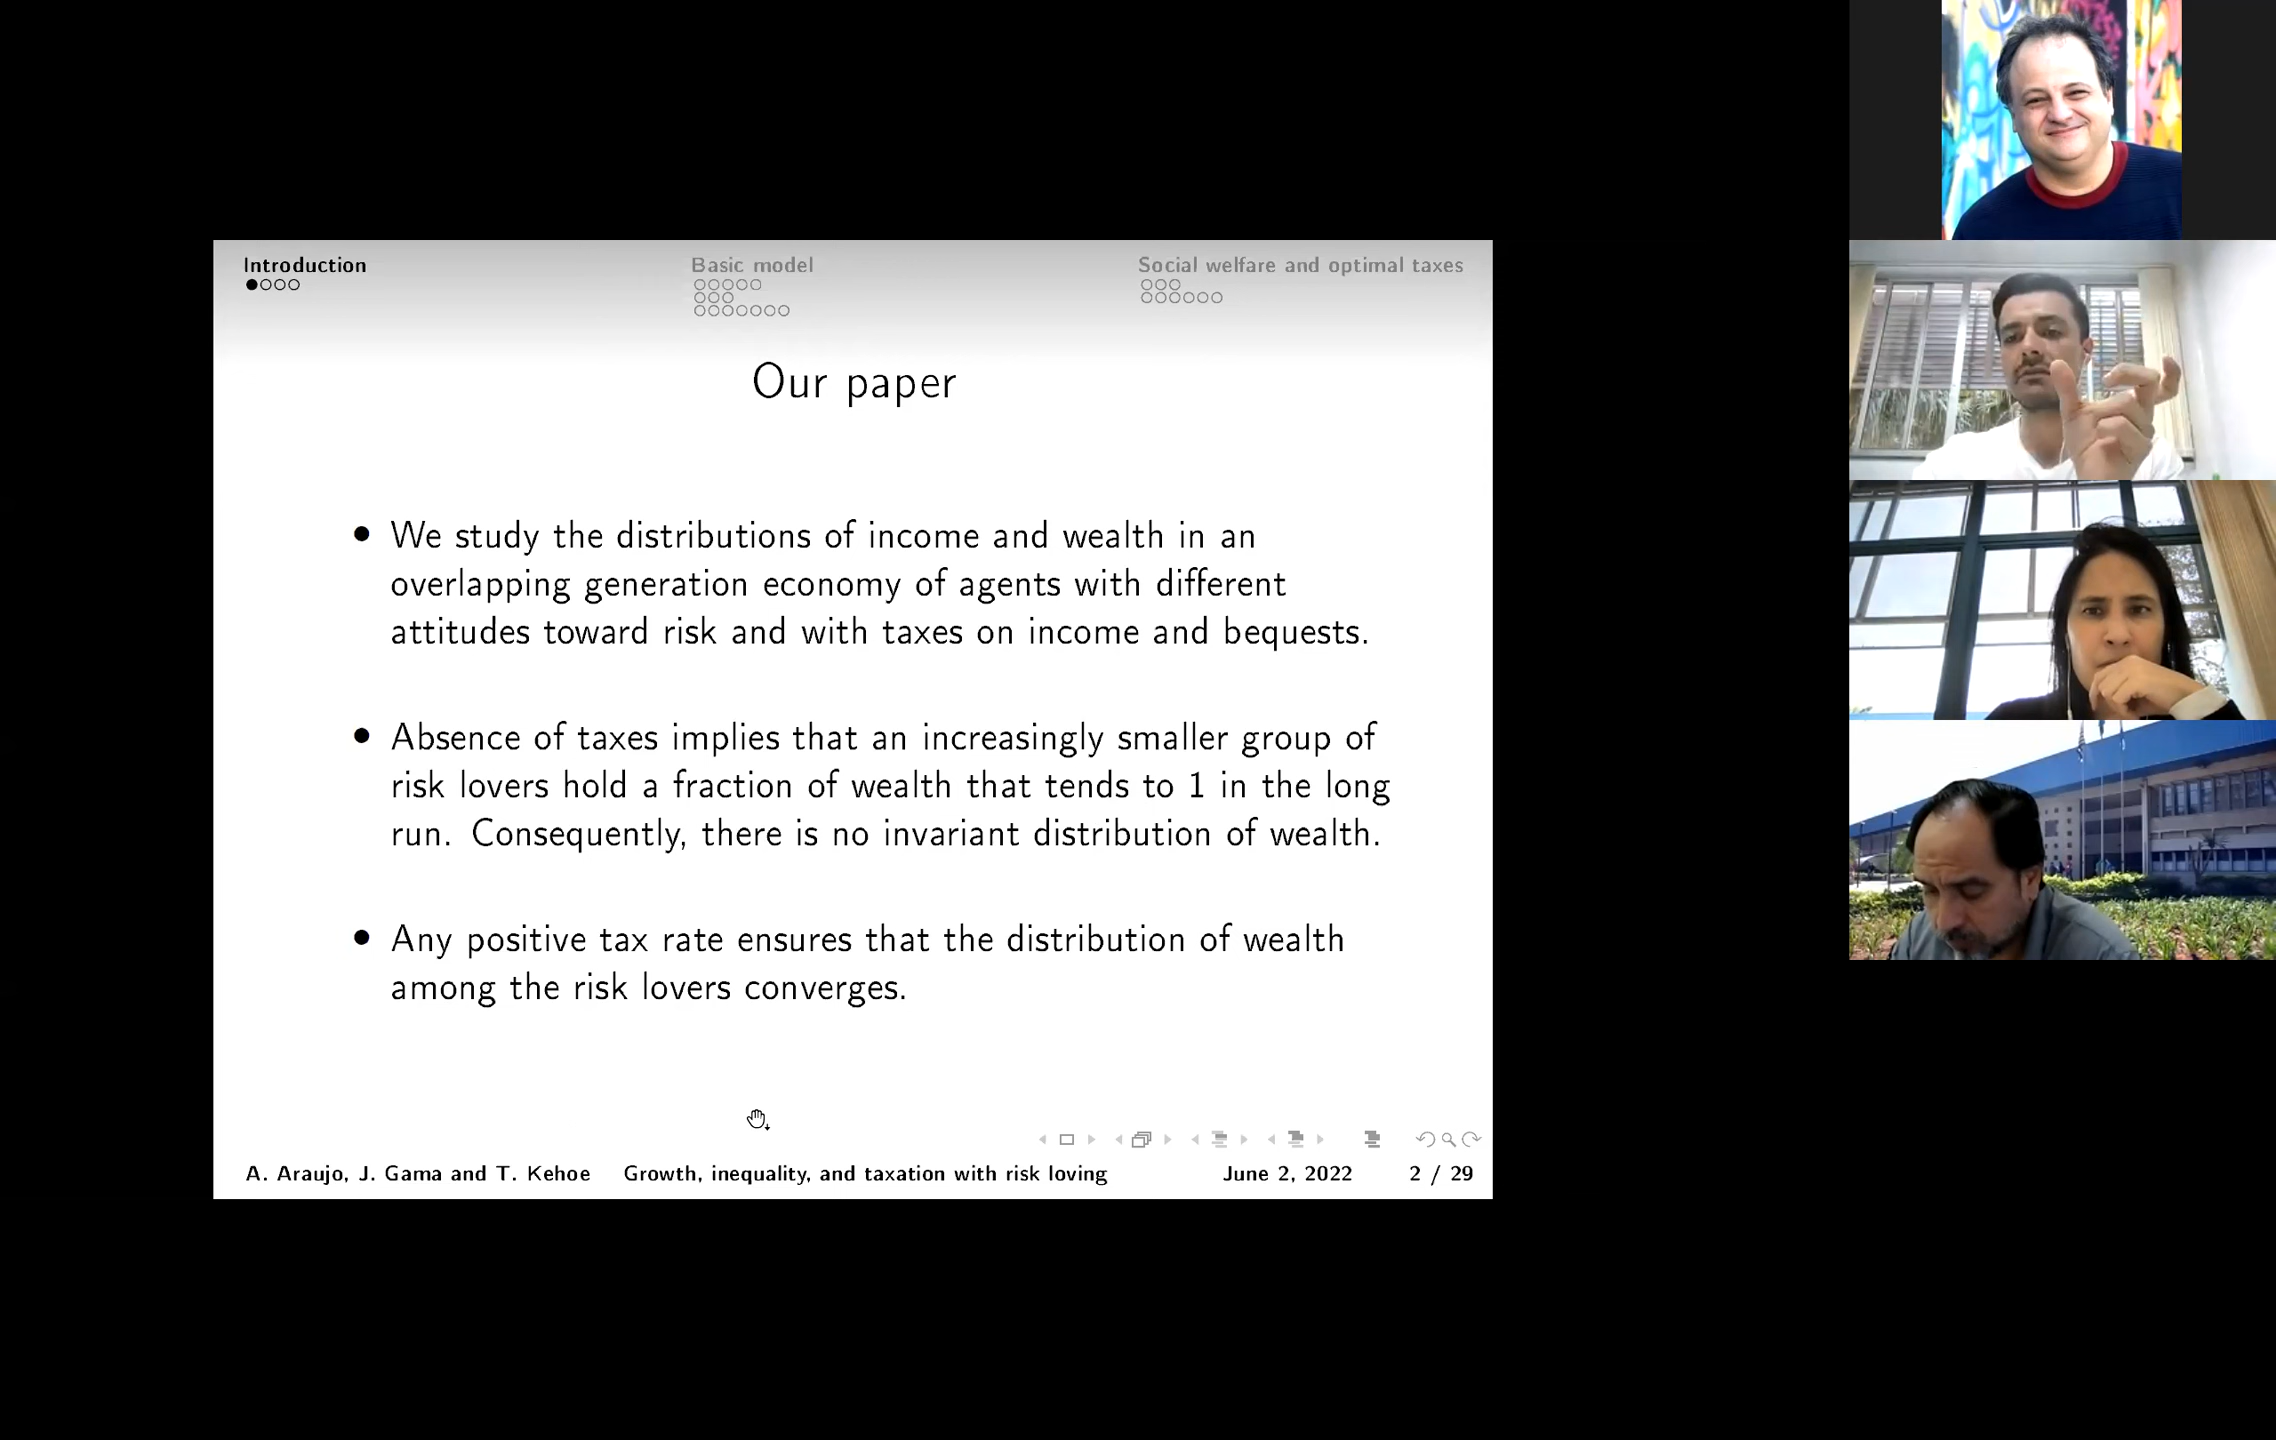 Introduction
Basic model
Social welfare and optimal taxes
Our paper
• We study the distributions of income and wealth in an
overlapping generation economy of agents with different
attitudes toward risk and with taxes on income and bequests.
• Absence of taxes implies that an increasingly smaller group of
risk lovers hold a fraction of wealth that tends to 1 in the long
run. Consequently, there is no invariant distribution of wealth.
• Any positive tax rate ensures that the distribution of wealth
among the risk lovers converges.
A. Araujo, J. Gama and T. Kehoe Growth, inequality, and taxation with risk loving June 2, 2022 2 / 29